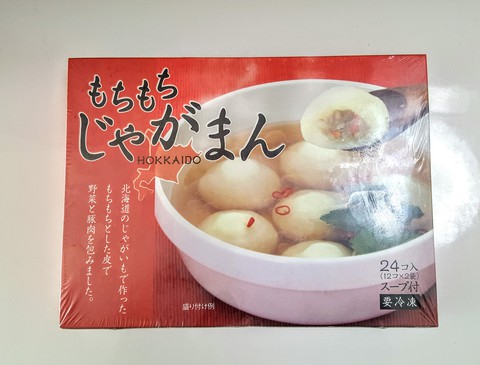 もちもち
じゃがまん
HOKKAIDO
北海道のじゃがいもで作った
もちもちとした皮で
野菜と豚肉を包みました。
盛り付け例
24コ入
(12コ×2袋)
スープ付
要冷凍